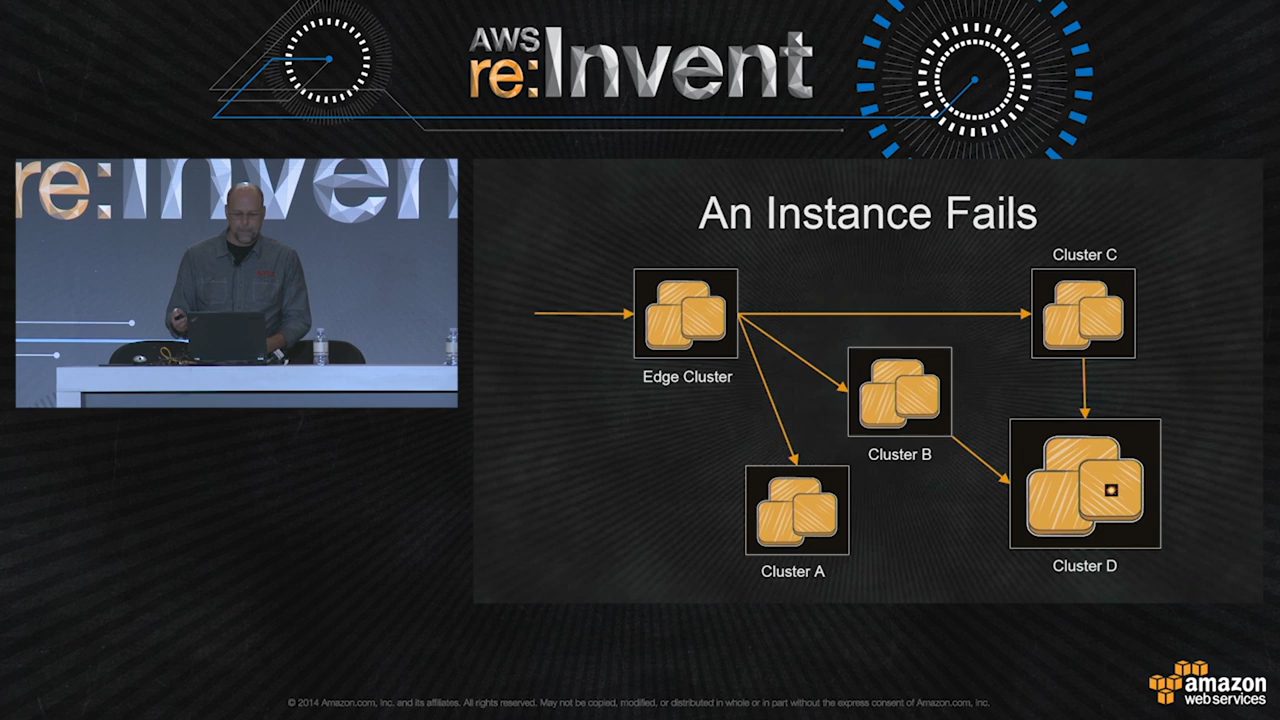 AWS
re:Invent
re:Inven
An Instance Fails
Cluster C
Edge Cluster
Cluster B
Cluster D
Cluster A
© 2014 Amazon.com, Inc. and its affiliates. All rights reserved. May not be copied, modified, or distributed in whole or in part without the express consent of Amazon.com, Inc.
amazon
web services